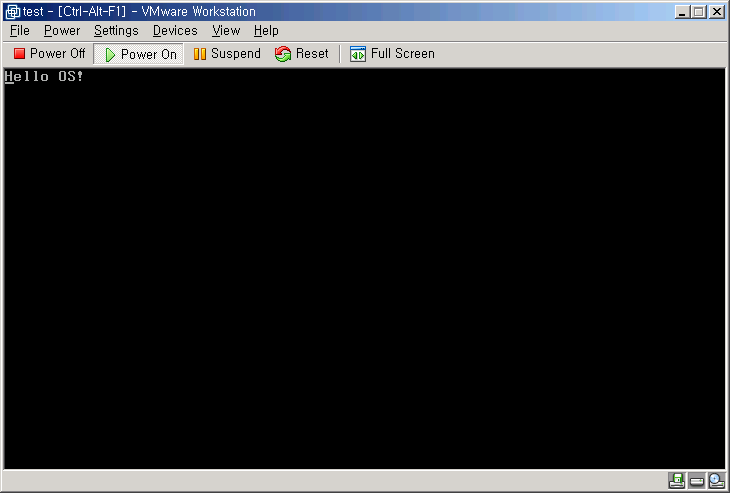 test - [Ctrl-Alt-F1] - VMware Workstation
File Power Settings Devices View Help
Power Off Power On Suspend Reset Full Screen
Hello OS!